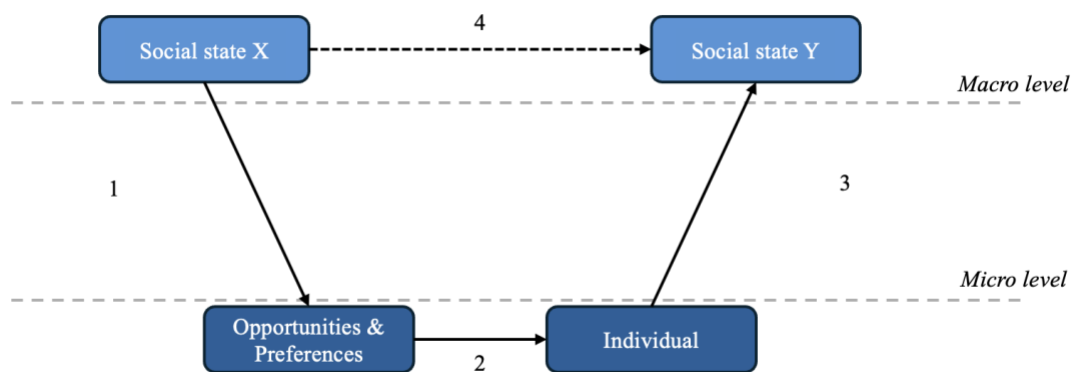 4
Social state X
Social state Y
Macro level
1
3
Micro level
Opportunities &
Preferences
Individual
2